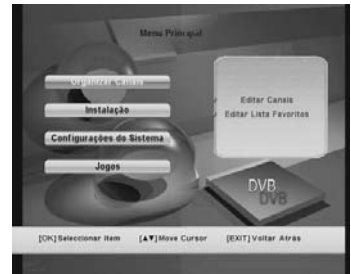 Menu Principal
Organizar Canais
Instalação
Configurações do Sistema
Jogos
Editar Canais
Editar Lista Favoritos
DVB
DVB
[OK]Seleccionar Item [▲▼]Move Cursor [EXIT]Voltar Atrás